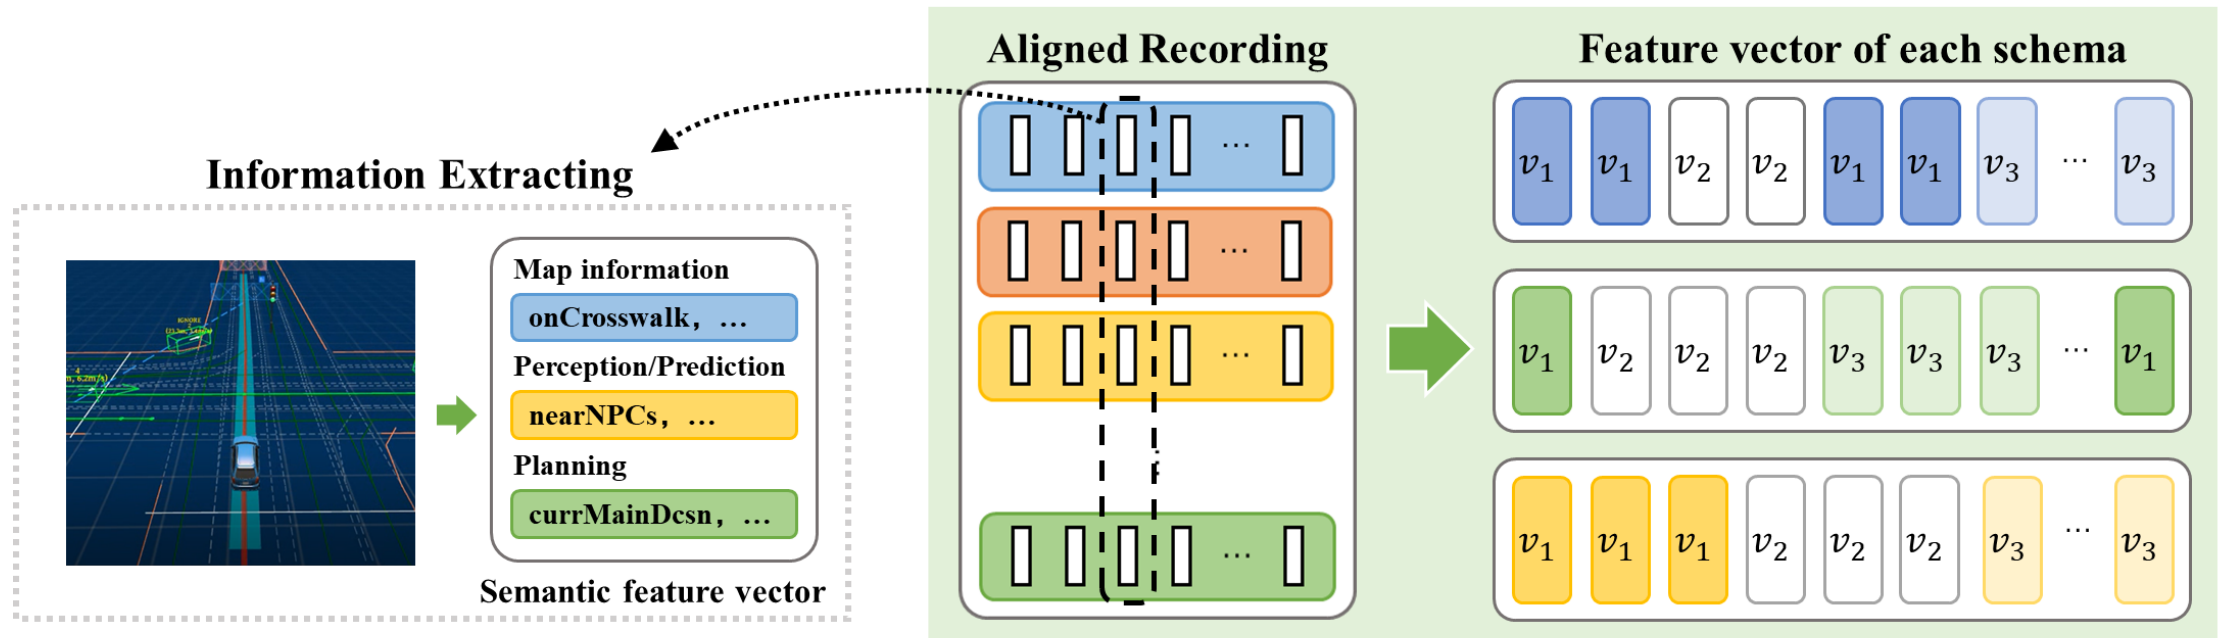 Aligned Recording
Feature vector of each schema
Information Extracting
Map information
onCrosswalk, ...
Perception/Prediction
nearNPCs, ...
Planning
currMainDcsn, ...
Semantic feature vector
IGNORE
4
... 
...
...
...
v₁ v₁ v₂ v₂ v₁ v₁ v₃ ... v₃
v₁ v₂ v₂ v₂ v₃ v₃ v₃ ... v₁
v₁ v₁ v₁ v₂ v₂ v₂ v₃ ... v₃